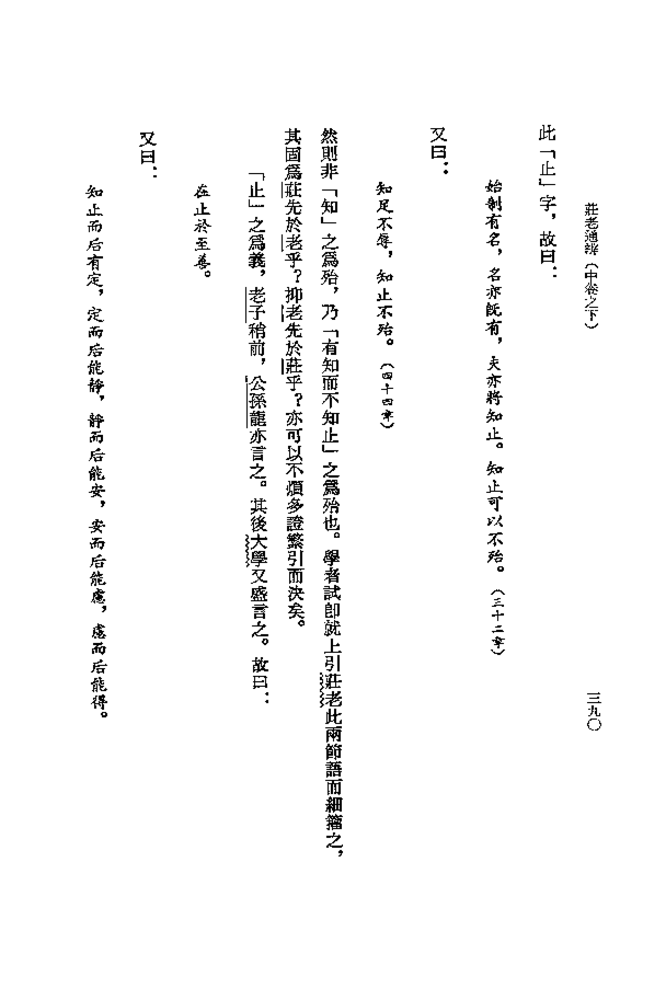 莊老通辨（中卷之下）
三九〇
此「止」字，故曰：
始制有名，名亦既有，夫亦將知止。知止可以不殆。（三十二章）
又曰：
知足不辱，知止不殆。（四十四章）
然則非「知」之爲殆，乃「有知而不知止」之爲殆也。學者試卽就上引莊老此兩節語而細籀之，
其固爲莊先於老乎？抑老先於莊乎？亦可以不煩多證繁引而決矣。
「止」之爲義，老子稍前，公孫龍亦言之。其後大學又盛言之。故曰：
在止於至善。
又曰：
知止而后有定，定而后能靜，靜而后能安，安而后能慮，慮而后能得。